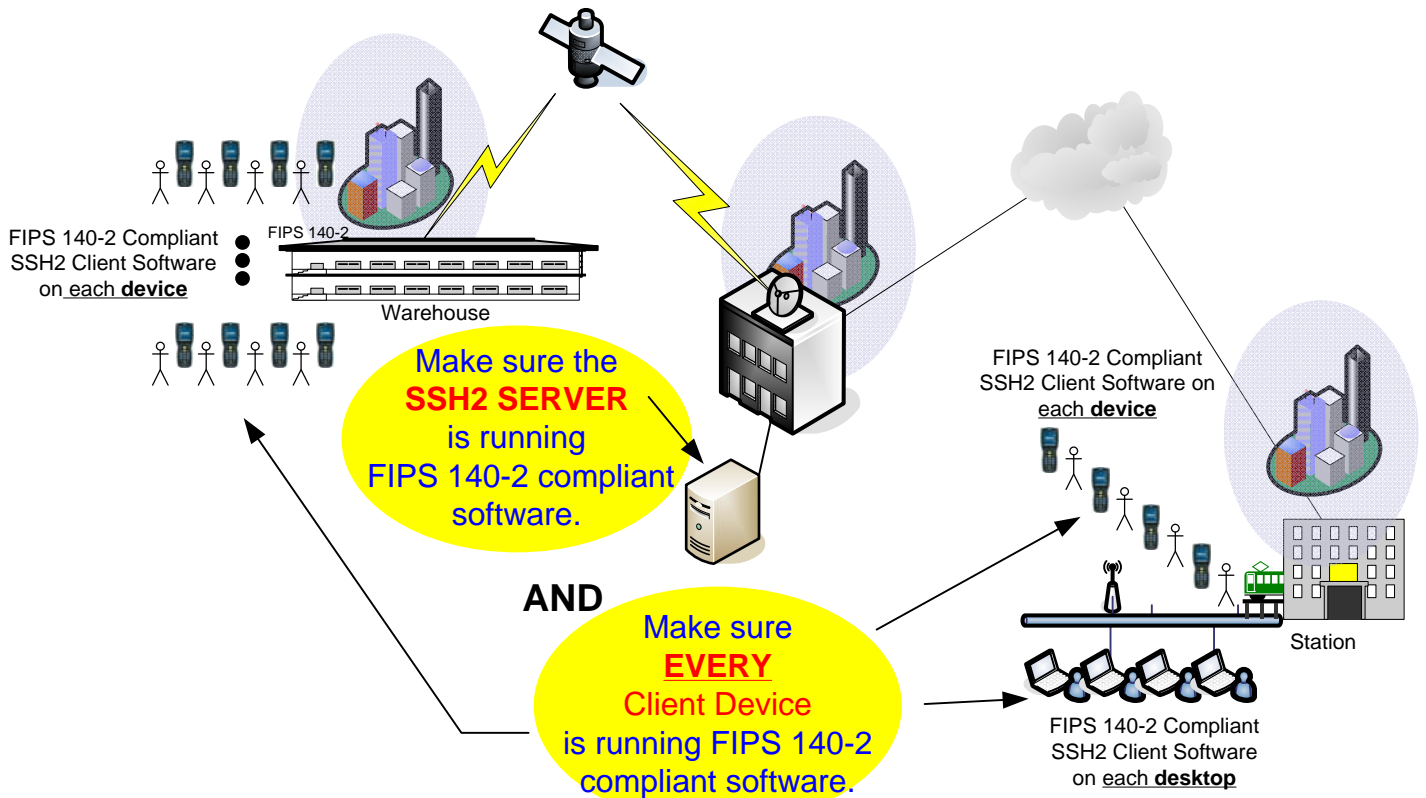 FIPS 140-2 Compliant
SSH2 Client Software
on each device
FIPS 140-2
Warehouse
Make sure the
SSH2 SERVER
is running
FIPS 140-2 compliant
software.
AND
Make sure
EVERY
Client Device
is running FIPS 140-2
compliant software.
FIPS 140-2 Compliant
SSH2 Client Software on
each device
Station
FIPS 140-2 Compliant
SSH2 Client Software
on each desktop